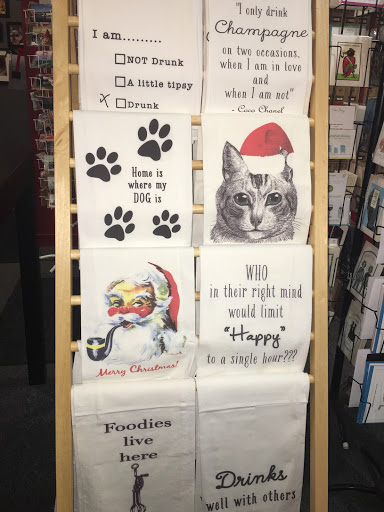 I am.........
NOT Drunk
A little tipsy
X Drunk
"I only drink
Champagne
on two occasions,
when I am in love
and
when I am not"
- Coco Chanel
Home is
where my
DOG is
Merry Christmas!
WHO
in their right mind
would limit
"Happy"
to a single hour???
Foodies
live
here
Drinks
well with others